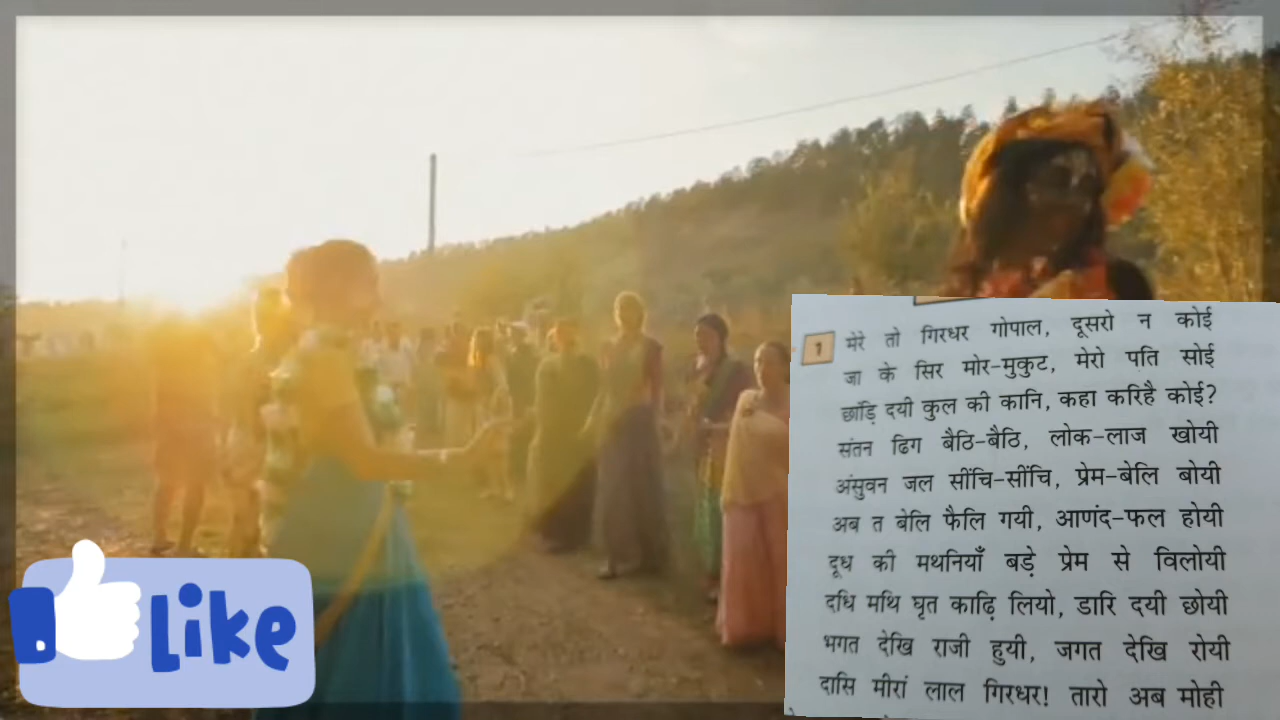 Like
1
मेरे तो गिरधर गोपाल, दूसरो न कोई
जा के सिर मोर-मुकुट, मेरो पति सोई
छाँड़ि दयी कुल की कानि, कहा करिहै कोई?
संतन ढिग बैठि-बैठि, लोक-लाज खोयी
अंसुवन जल सींचि-सींचि, प्रेम-बेलि बोयी
अब त बेलि फैलि गयी, आणंद-फल होयी
दूध की मथनियाँ बड़े प्रेम से विलोयी
दधि मथि घृत काढ़ि लियो, डारि दयी छोयी
भगत देखि राजी हुयी, जगत देखि रोयी
दासि मीरां लाल गिरधर! तारो अब मोही